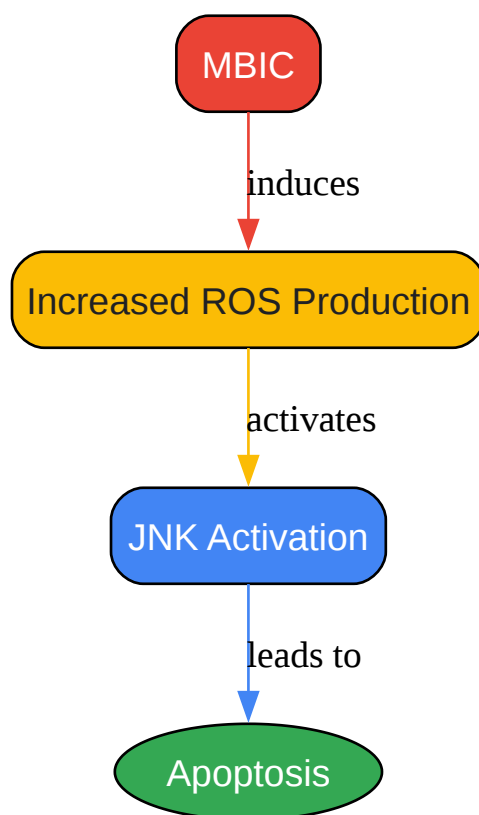 MBIC
induces
Increased ROS Production
activates
JNK Activation
leads to
Apoptosis